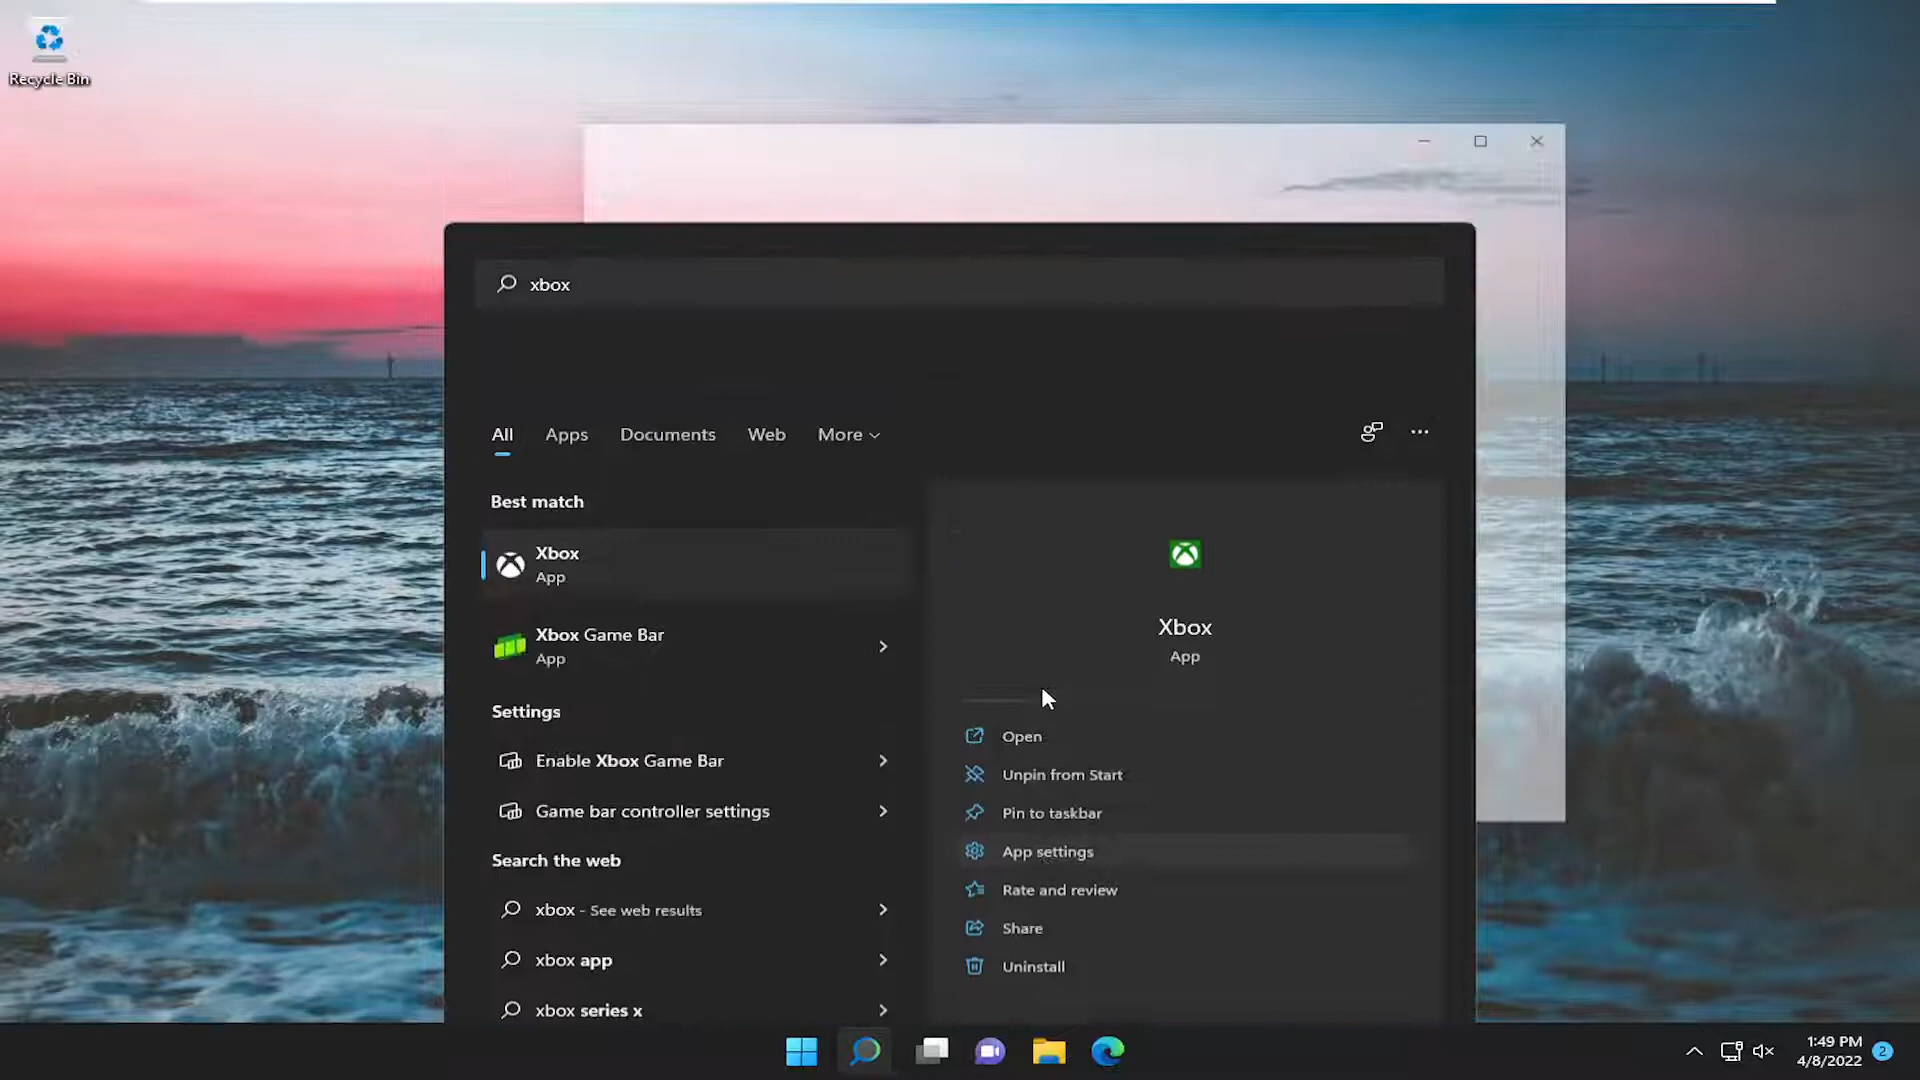 Recycle Bin
xbox
All Apps Documents Web More
Best match
Xbox
App
Xbox Game Bar
App
Settings
Enable Xbox Game Bar
Game bar controller settings
Search the web
xbox - See web results
xbox app
xbox series x
Xbox
App
Open
Unpin from Start
Pin to taskbar
App settings
Rate and review
Share
Uninstall
1:49 PM
4/8/2022
2